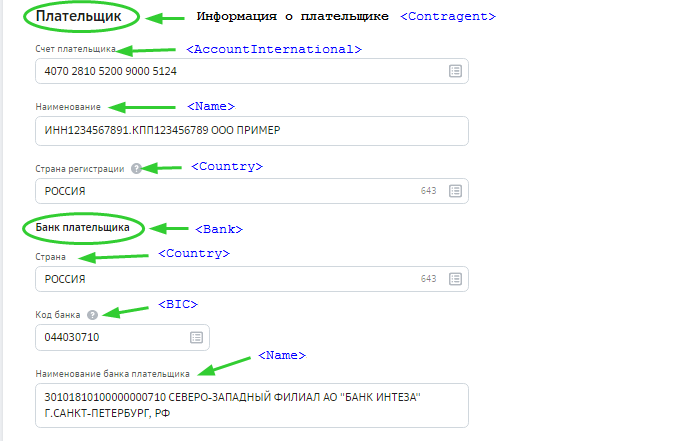 Плательщик Информация о плательщике <Contragent>
Счет плательщика <AccountInternational>
4070 2810 5200 9000 5124
Наименование <Name>
ИНН1234567891.КПП123456789 ООО ПРИМЕР
Страна регистрации ? <Country>
РОССИЯ 643
Банк плательщика <Bank>
Страна <Country>
РОССИЯ 643
Код банка ? <BIC>
044030710
Наименование банка плательщика <Name>
30101810100000000710 СЕВЕРО-ЗАПАДНЫЙ ФИЛИАЛ АО "БАНК ИНТЕЗА"
Г.САНКТ-ПЕТЕРБУРГ, РФ